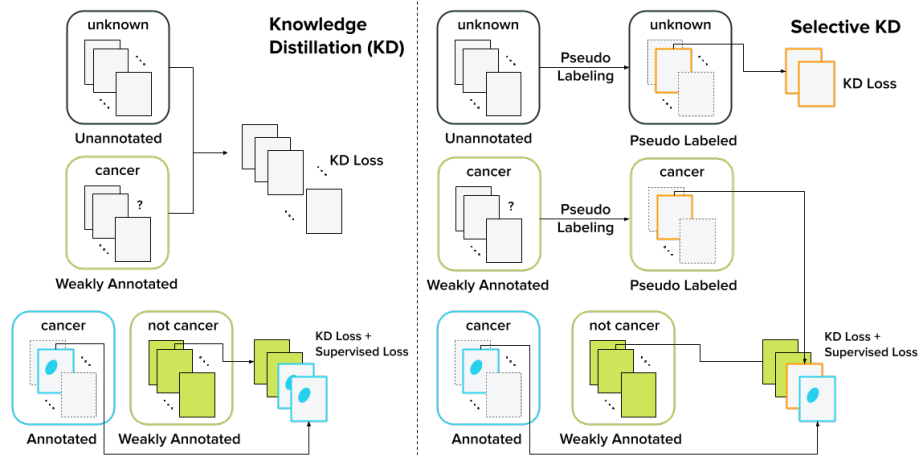 Knowledge
Distillation (KD)
unknown
Unannotated
cancer
?
Weakly Annotated
KD Loss
cancer
Annotated
not cancer
Weakly Annotated
KD Loss +
Supervised Loss
Selective KD
unknown
Unannotated
Pseudo
Labeling
unknown
Pseudo Labeled
KD Loss
cancer
?
Weakly Annotated
Pseudo
Labeling
cancer
Pseudo Labeled
cancer
Annotated
not cancer
Weakly Annotated
KD Loss +
Supervised Loss